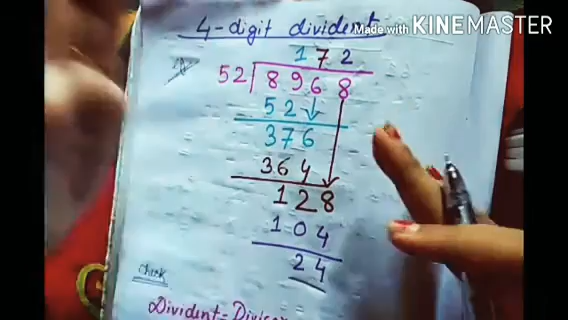 4-digit divident
Made with KINEMASTER
172
52 8968
52
376
364
128
104
24
Check
Divident = Divisor